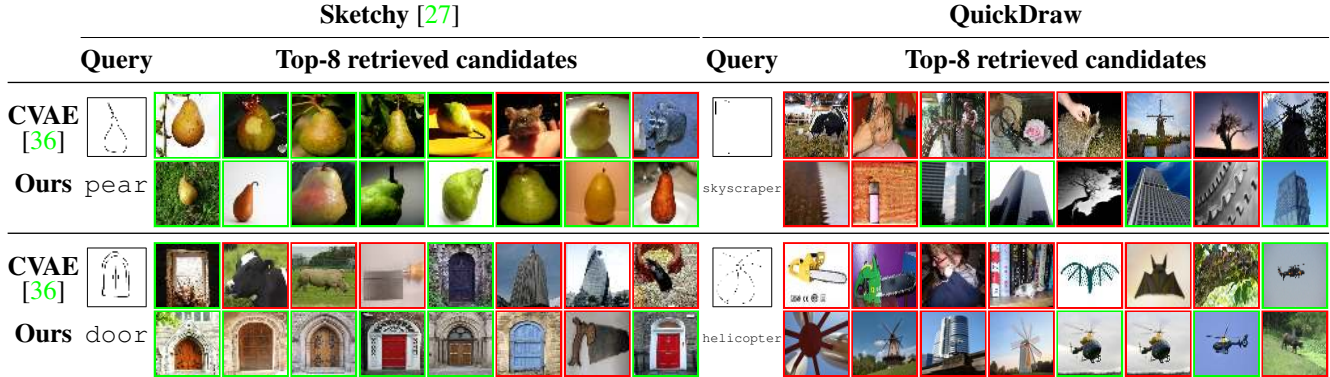 Sketchy [27] QuickDraw
Query Top-8 retrieved candidates Query Top-8 retrieved candidates
CVAE
[36]
Ours pear skyscraper
CVAE
[36]
Ours door helicopter